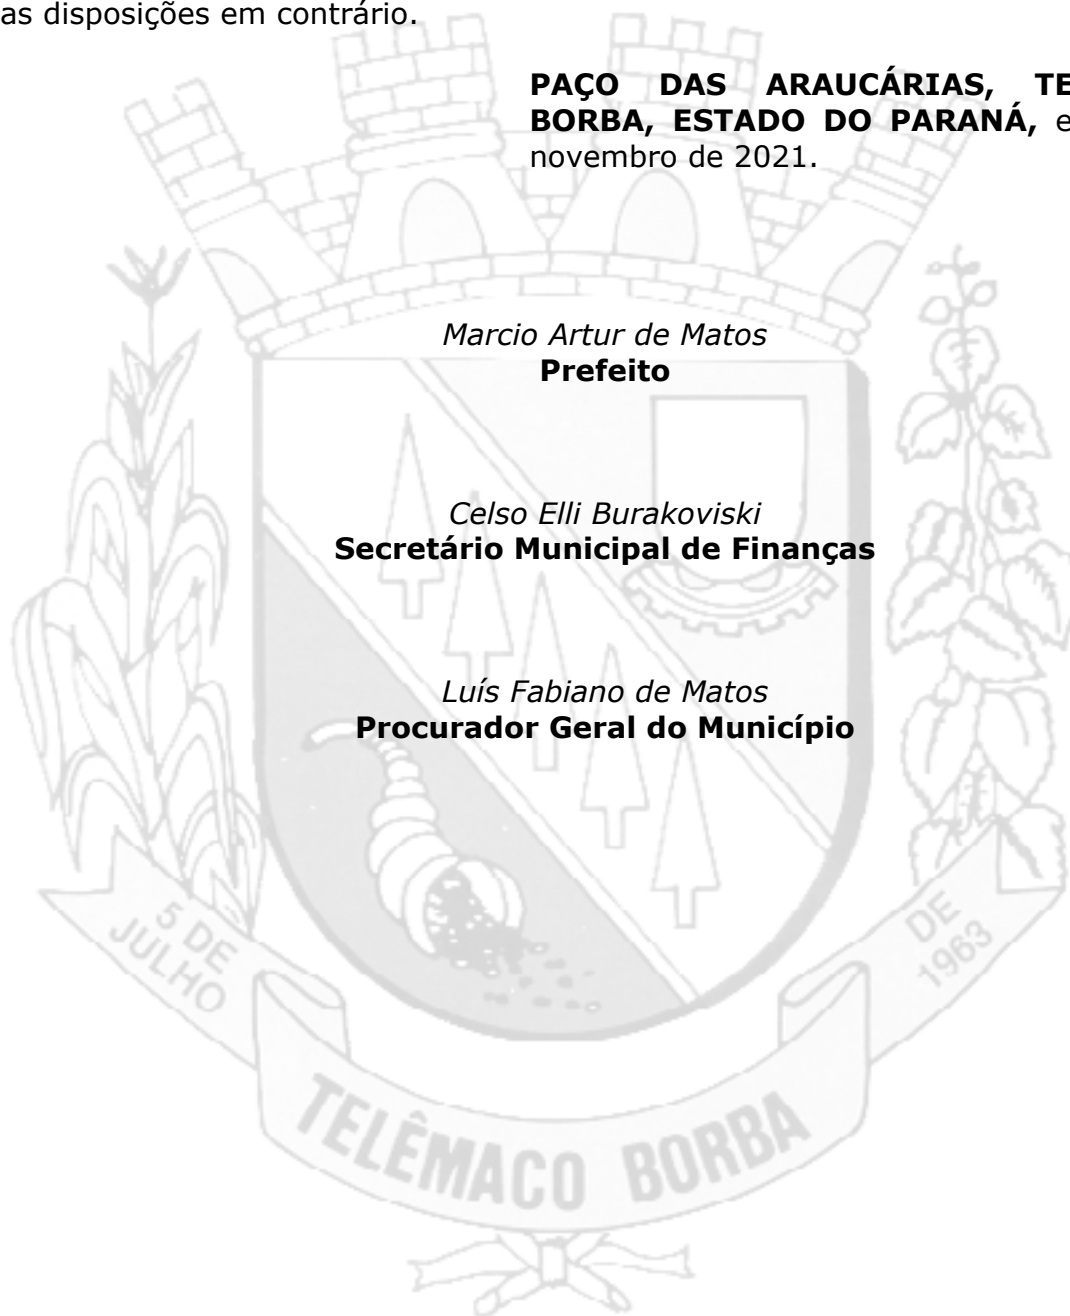 as disposições em contrário.
PAÇO DAS ARAUCÁRIAS, TE
BORBA, ESTADO DO PARANÁ, e
novembro de 2021.
Marcio Artur de Matos
Prefeito
Celso Elli Burakoviski
Secretário Municipal de Finanças
Luís Fabiano de Matos
Procurador Geral do Município
5 DE
JULHO
DE
1963
TELÊMACO BORBA